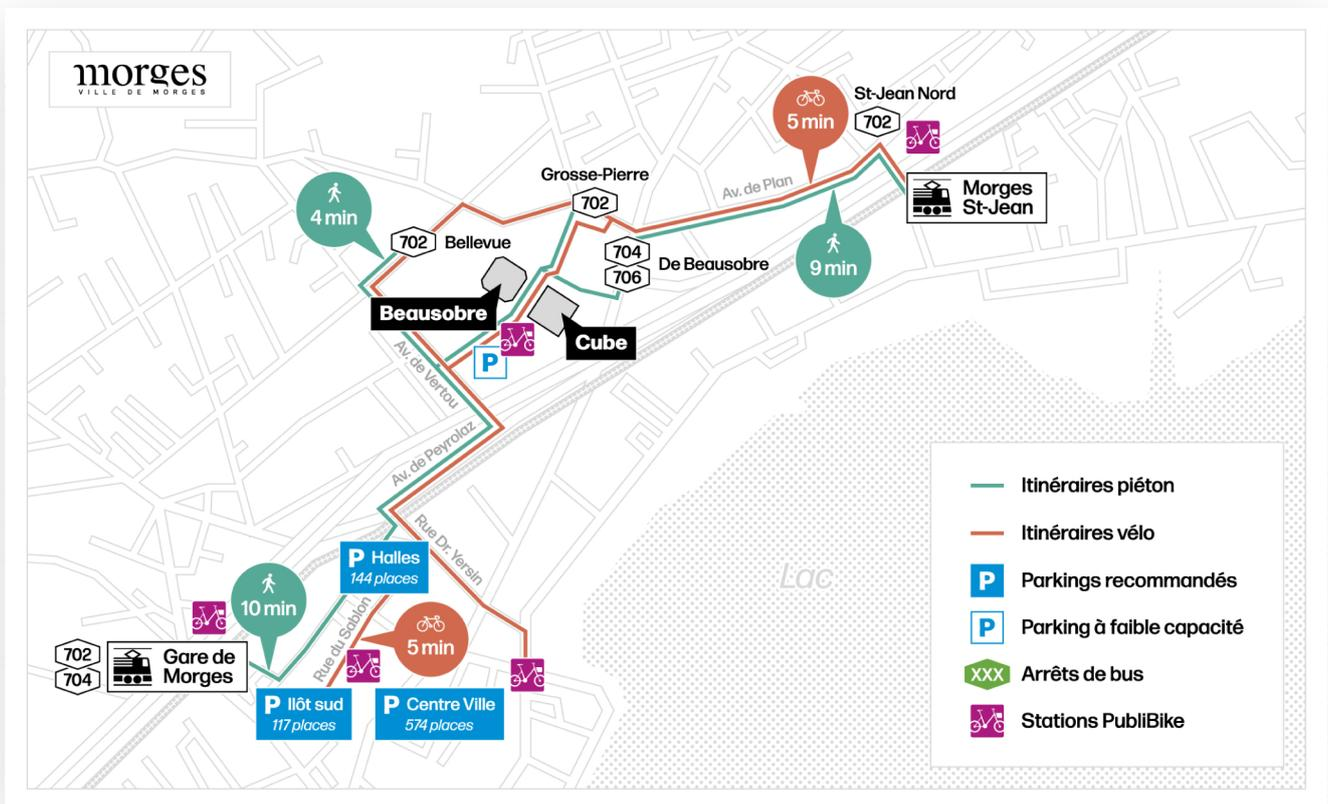 morges
VILLE DE MORGES
5 min
St-Jean Nord
702
Morges
St-Jean
Av. de Plan
9 min
Grosse-Pierre
702
4 min
702
Bellevue
704
706
De Beausobre
Beausobre
Cube
P
Av. de Vertou
Av. de Peyrolaz
Rue Dr. Yersin
P Halles
144 places
10 min
Rue du Sablon
5 min
702
704
Gare de
Morges
P Ilôt sud
117 places
P Centre Ville
574 places
Lac
Itinéraires piéton
Itinéraires vélo
P Parkings recommandés
P Parking à faible capacité
XXX Arrêts de bus
Stations PubliBike